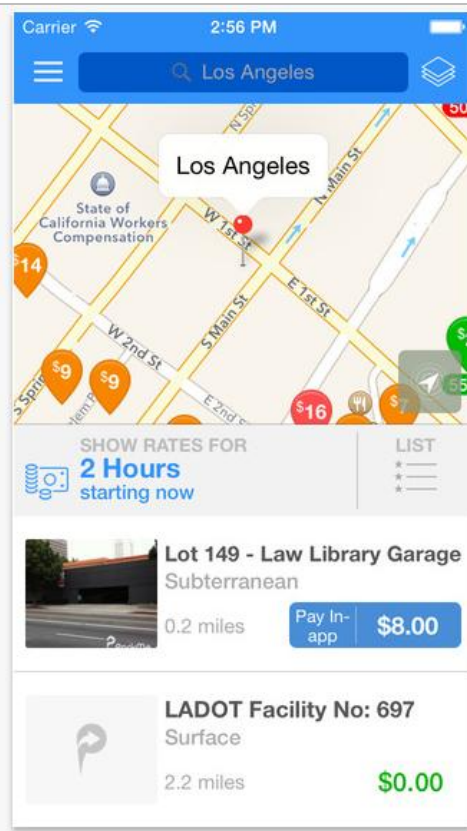 Carrier 2:56 PM
Los Angeles
50
N Spr
Los Angeles
N Main St
State of
California Workers
Compensation
W 1st St
$14
E 1st St
S Main St
W 2nd St
$9
$9
S Spring
E 2nd
$16
$7
55
SHOW RATES FOR
2 Hours
starting now
LIST
Lot 149 - Law Library Garage
Subterranean
0.2 miles
Pay In-
app
$8.00
ParkMe
LADOT Facility No: 697
Surface
2.2 miles
$0.00